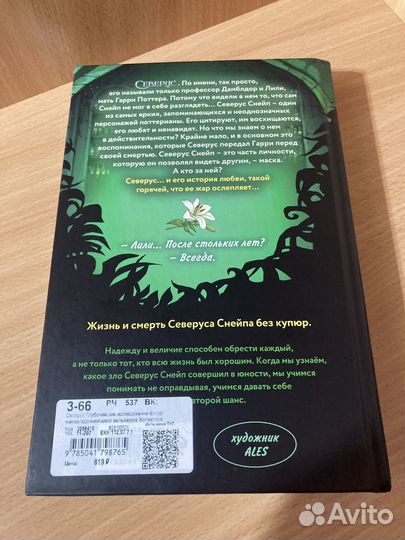 СЕВЕРУС. По имени, так просто,
его называли только профессор Дамблдор и Лили,
мать Гарри Поттера. Потому что видели в нем то, что сам
Снейп не мог в себе разглядеть... Северус Снейп – один
из самых ярких, запоминающихся и неоднозначных
персонажей поттерианы. Его цитируют, им восхищаются,
его любят и ненавидят. Но что мы знаем о нем
в действительности? Крайне мало, и в основном это
воспоминания, которые Северус передал Гарри перед
своей смертью. Северус Снейп – это часть личности,
которую он позволял видеть другим, – маска.
А кто за ней?
Северус... и его история любви, такой
горячей, что ее жар ослепляет...
– Лили... После стольких лет?
– Всегда.
Жизнь и смерть Северуса Снейпа без купюр.
Надежду и величие способен обрести каждый,
а не только тот, кто всю жизнь был хорошим. Когда мы узнаём,
какое зло Северус Снейп совершил в юности, мы учимся
понимать не оправдывая, учимся давать себе
второй шанс.
3-66 РЧ 537 ВК:
9 785041 798765
Цена: 819 ₽
художник
ALES
Avito